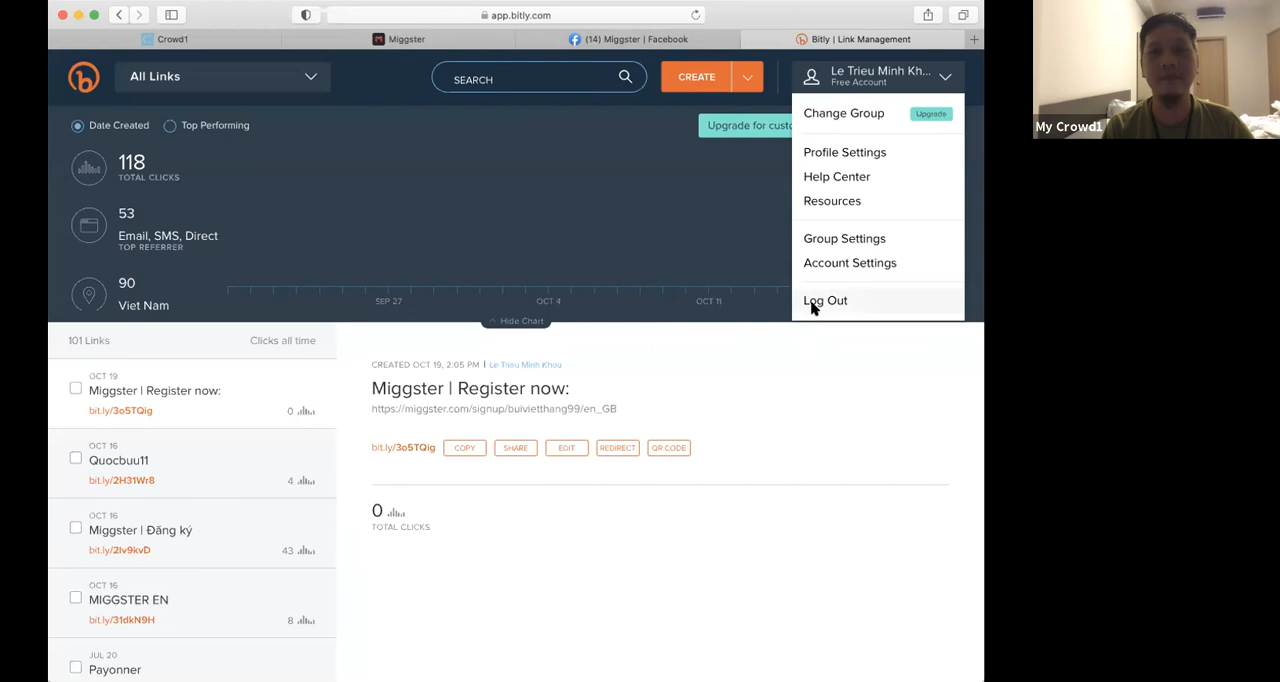 app.bitly.com
Crowd1
Miggster
(14) Miggster | Facebook
Bitly | Link Management
All Links
SEARCH
CREATE
Le Trieu Minh Kh...
Free Account
Change Group
Upgrade
Profile Settings
Help Center
Resources
Group Settings
Account Settings
Log Out
Date Created
Top Performing
Upgrade for custo
118
TOTAL CLICKS
53
Email, SMS, Direct
TOP REFERRER
90
Viet Nam
SEP 27
OCT 4
OCT 11
Hide Chart
101 Links
Clicks all time
OCT 19
Miggster | Register now:
bit.ly/3o5TQig
0
OCT 16
Quocbuu11
bit.ly/2H31Wr8
4
OCT 16
Miggster | Đăng ký
bit.ly/2Iv9kvD
43
OCT 16
MIGGSTER EN
bit.ly/31dkN9H
8
JUL 20
Payonner
CREATED OCT 19, 2:05 PM | Le Trieu Minh Khoa
Miggster | Register now:
https://miggster.com/signup/buivietthang99/en_GB
bit.ly/3o5TQig
COPY
SHARE
EDIT
REDIRECT
QR CODE
0
TOTAL CLICKS
My Crowd1